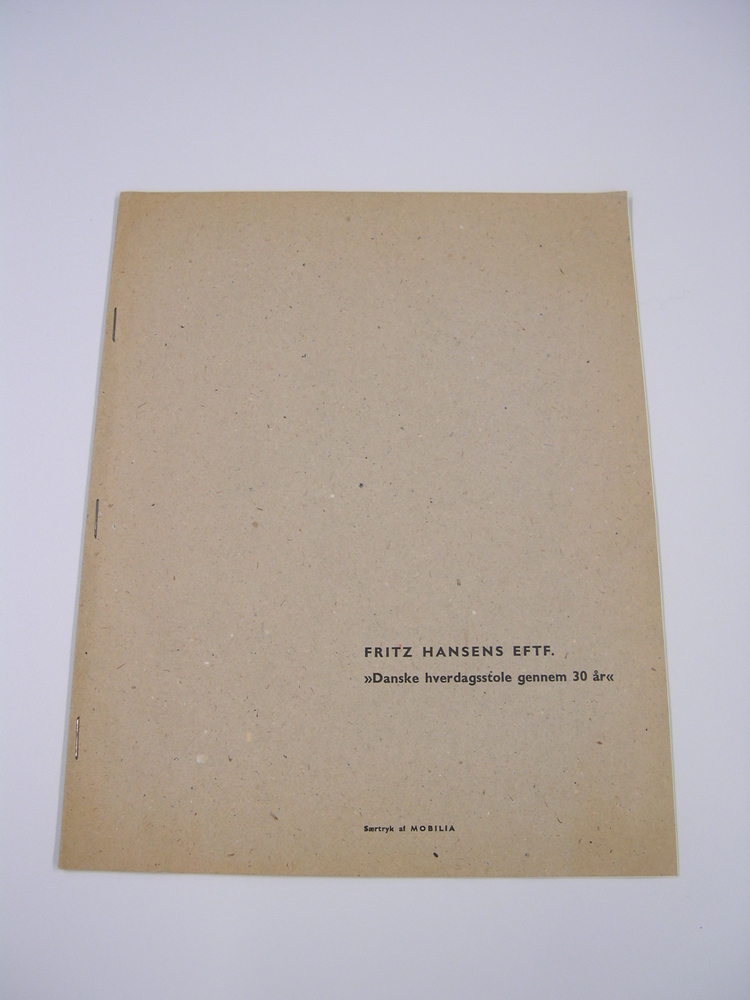 FRITZ HANSENS EFTF.
»Danske hverdagsstole gennem 30 år«
Særtryk af MOBILIA